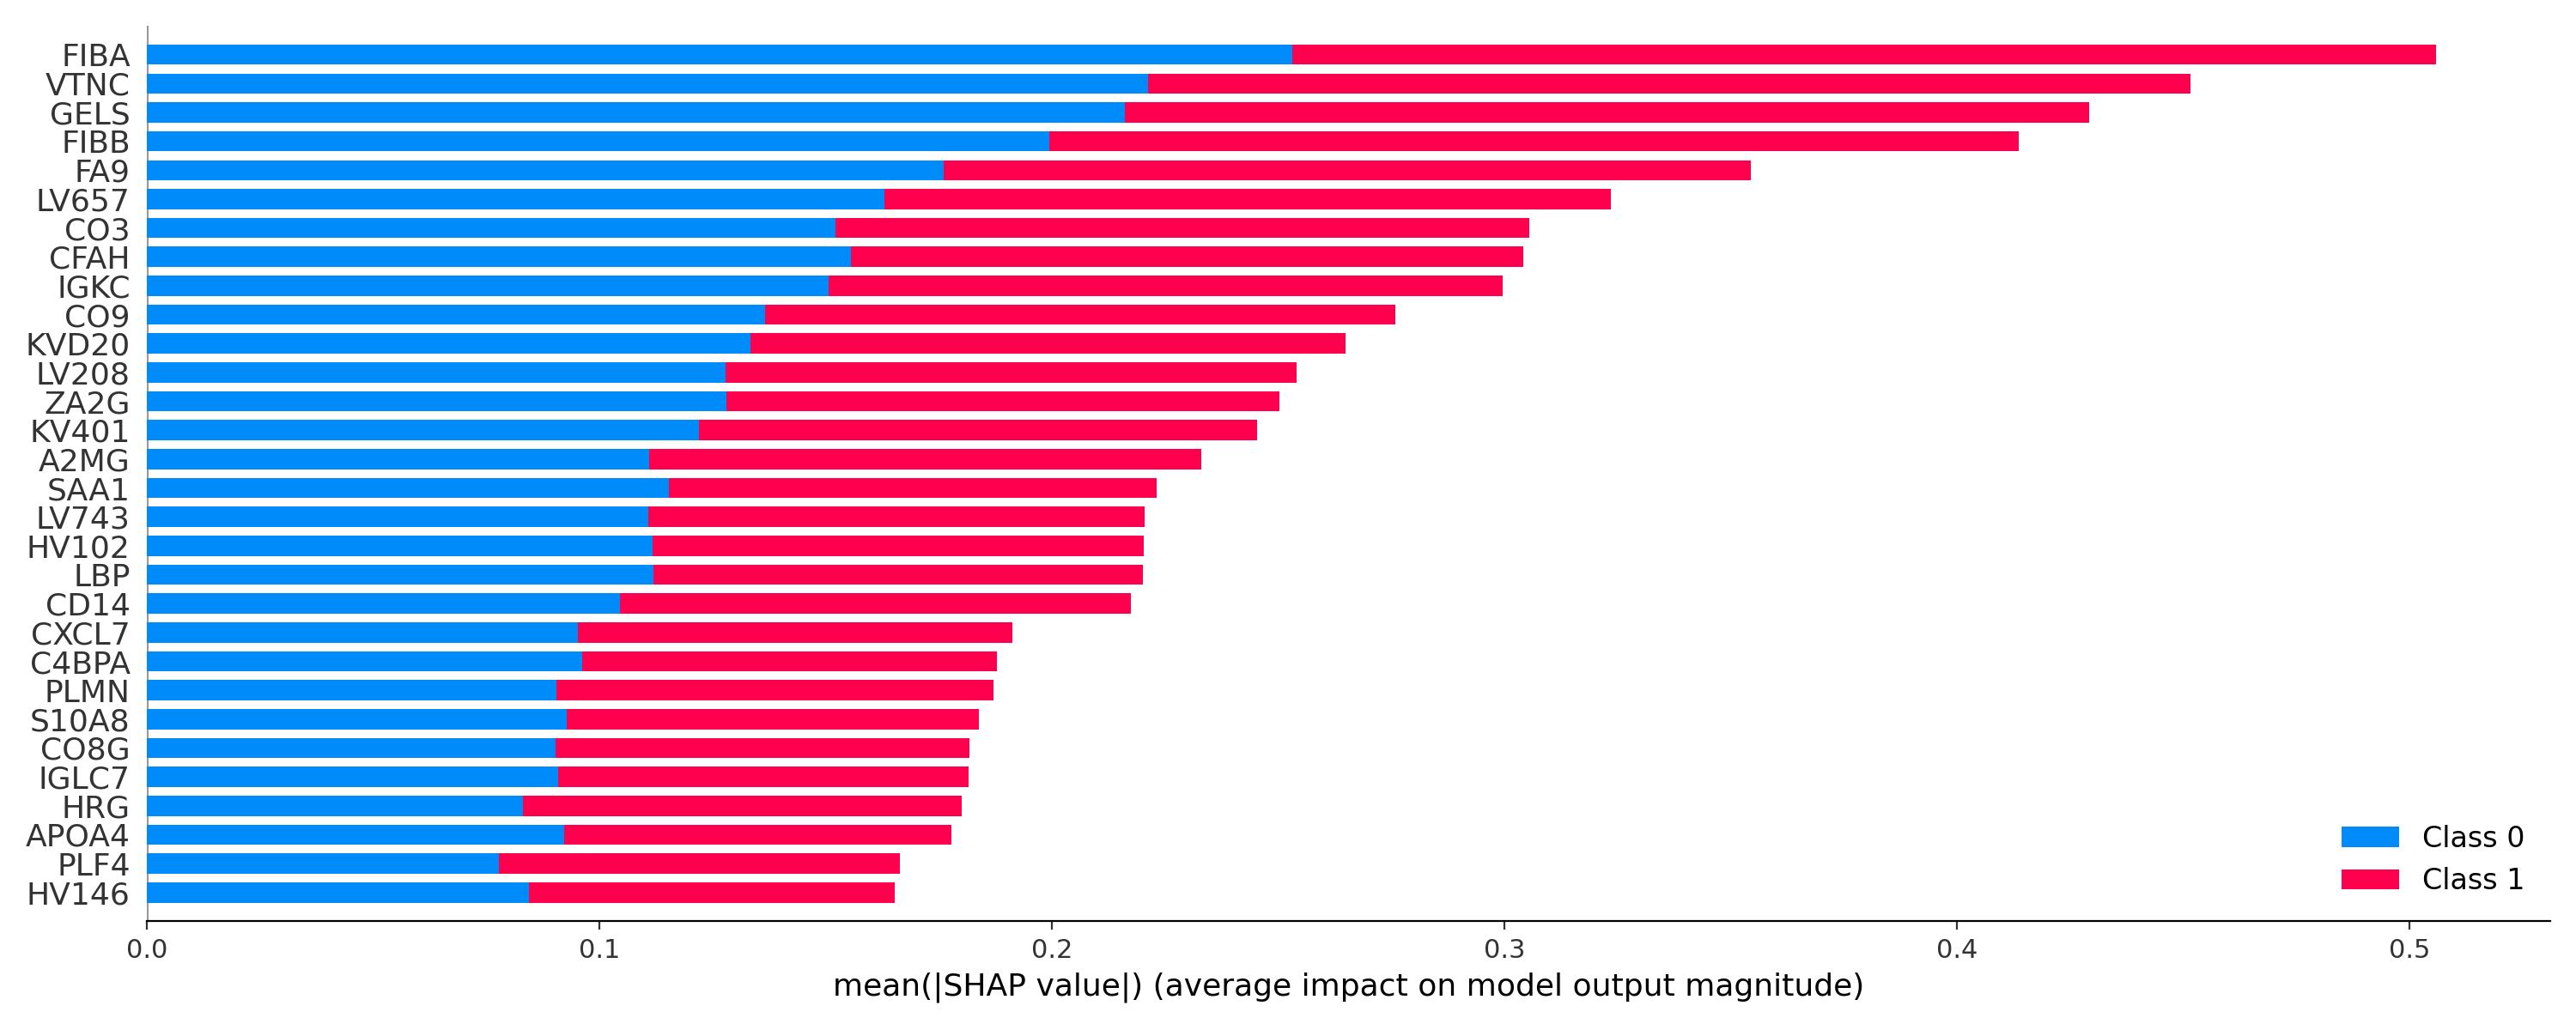 FIBA
VTNC
GELS
FIBB
FA9
LV657
CO3
CFAH
IGKC
CO9
KVD20
LV208
ZA2G
KV401
A2MG
SAA1
LV743
HV102
LBP
CD14
CXCL7
C4BPA
PLMN
S10A8
CO8G
IGLC7
HRG
APOA4
PLF4
HV146
Class 0
Class 1
0.0 0.1 0.2 0.3 0.4 0.5
mean(|SHAP value|) (average impact on model output magnitude)